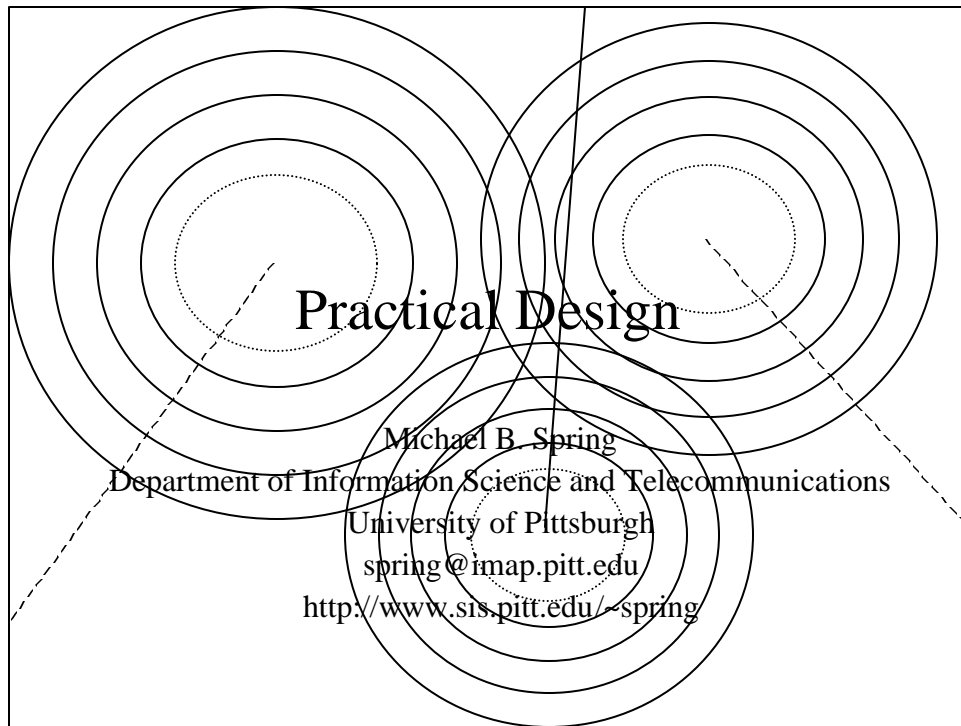 Practical Design
Michael B. Spring
Department of Information Science and Telecommunications
University of Pittsburgh
spring@imap.pitt.edu
http://www.sis.pitt.edu/~spring